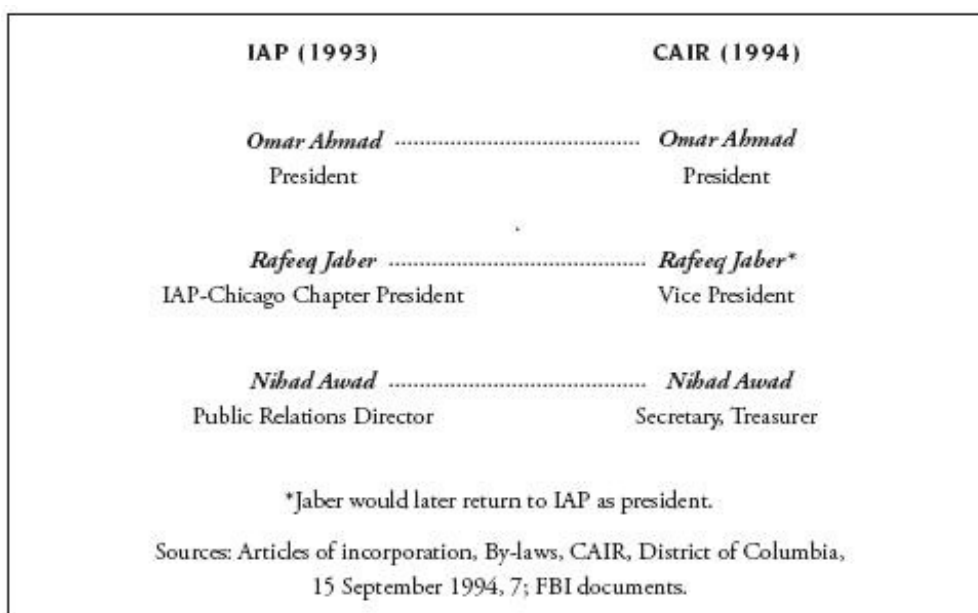 IAP (1993) CAIR (1994)
Omar Ahmad ........................................ Omar Ahmad
President President
Rafeeq Jaber .......................................... Rafeeq Jaber*
IAP-Chicago Chapter President Vice President
Nihad Awad .......................................... Nihad Awad
Public Relations Director Secretary, Treasurer
*Jaber would later return to IAP as president.
Sources: Articles of incorporation, By-laws, CAIR, District of Columbia,
15 September 1994, 7; FBI documents.